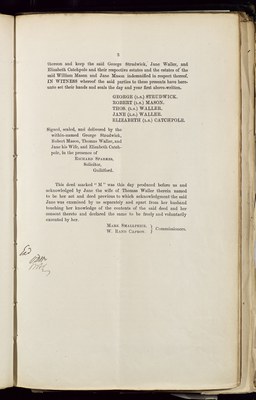 thereon and keep the said George Strudwick, Jane Waller, and
Elizabeth Catchpole and their respective estates and the estates of the
said William Mason and Jane Mason indemnified in respect thereof.
IN WITNESS whereof the said parties to these presents have here-
unto set their hands and seals the day and year first above-written.
GEORGE (L.S.) STRUDWICK.
ROBERT (L.S.) MASON.
THOS. (L.S.) WALLER.
JANE (L.S.) WALLER.
ELIZABETH (L.S.) CATCHPOLE.
Signed, sealed, and delivered by the
within-named George Strudwick,
Robert Mason, Thomas Waller, and
Jane his Wife, and Elizabeth Catch-
pole, in the presence of
RICHARD SPARKES,
Solicitor,
Guildford.
This deed marked "M" was this day produced before us and
acknowledged by Jane the wife of Thomas Waller therein named
to be her act and deed previous to which acknowledgment the said
Jane was examined by us separately and apart from her husband
touching her knowledge of the contents of the said deed and her
consent thereto and declared the same to be freely and voluntarily
executed by her.
MARK SMALLPEICE.
W. Capron.
Commissioners.